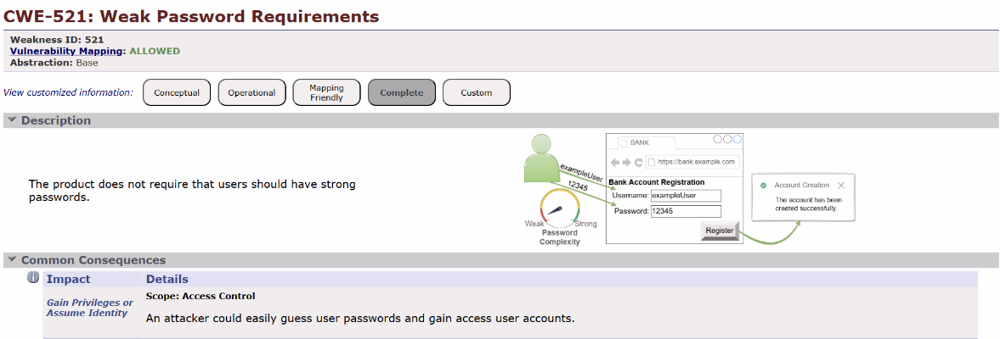 CWE-521: Weak Password Requirements
Weakness ID: 521
Vulnerability Mapping: ALLOWED
Abstraction: Base
View customized information:
Conceptual
Operational
Mapping
Friendly
Complete
Custom
Description
The product does not require that users should have strong
passwords.
exampleUser
12345
Weak
Strong
Password
Complexity
BANK
https://bank.example.com
Bank Account Registration
Username: exampleUser
Password: 12345
Register
Account Creation
The account has been
created successfully.
Common Consequences
Impact
Details
Gain Privileges or
Assume Identity
Scope: Access Control
An attacker could easily guess user passwords and gain access user accounts.